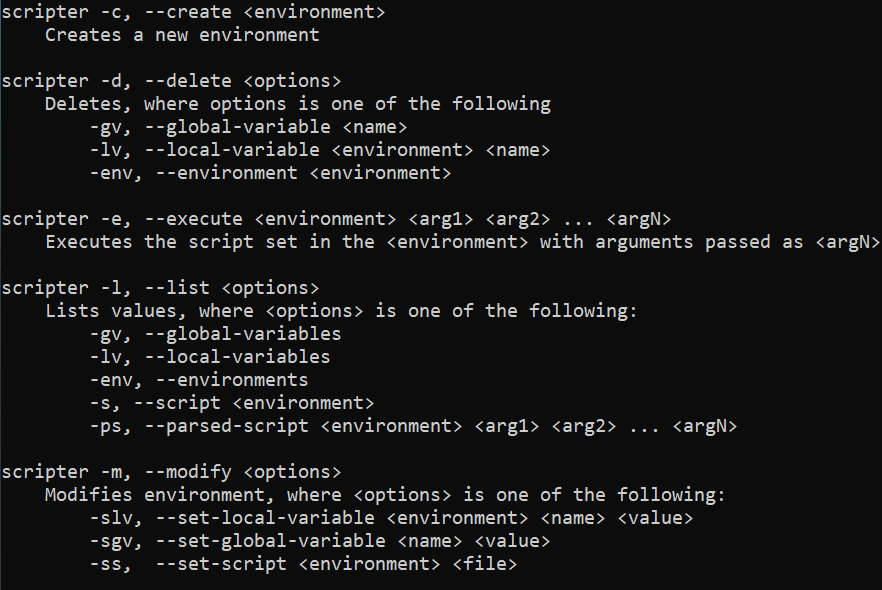 scripter -c, --create <environment>
Creates a new environment
scripter -d, --delete <options>
Deletes, where options is one of the following
-gv, --global-variable <name>
-lv, --local-variable <environment> <name>
-env, --environment <environment>
scripter -e, --execute <environment> <arg1> <arg2> ... <argN>
Executes the script set in the <environment> with arguments passed as <argN>
scripter -l, --list <options>
Lists values, where <options> is one of the following:
-gv, --global-variables
-lv, --local-variables
-env, --environments
-s, --script <environment>
-ps, --parsed-script <environment> <arg1> <arg2> ... <argN>
scripter -m, --modify <options>
Modifies environment, where <options> is one of the following:
-slv, --set-local-variable <environment> <name> <value>
-sgv, --set-global-variable <name> <value>
-ss,  --set-script <environment> <file>